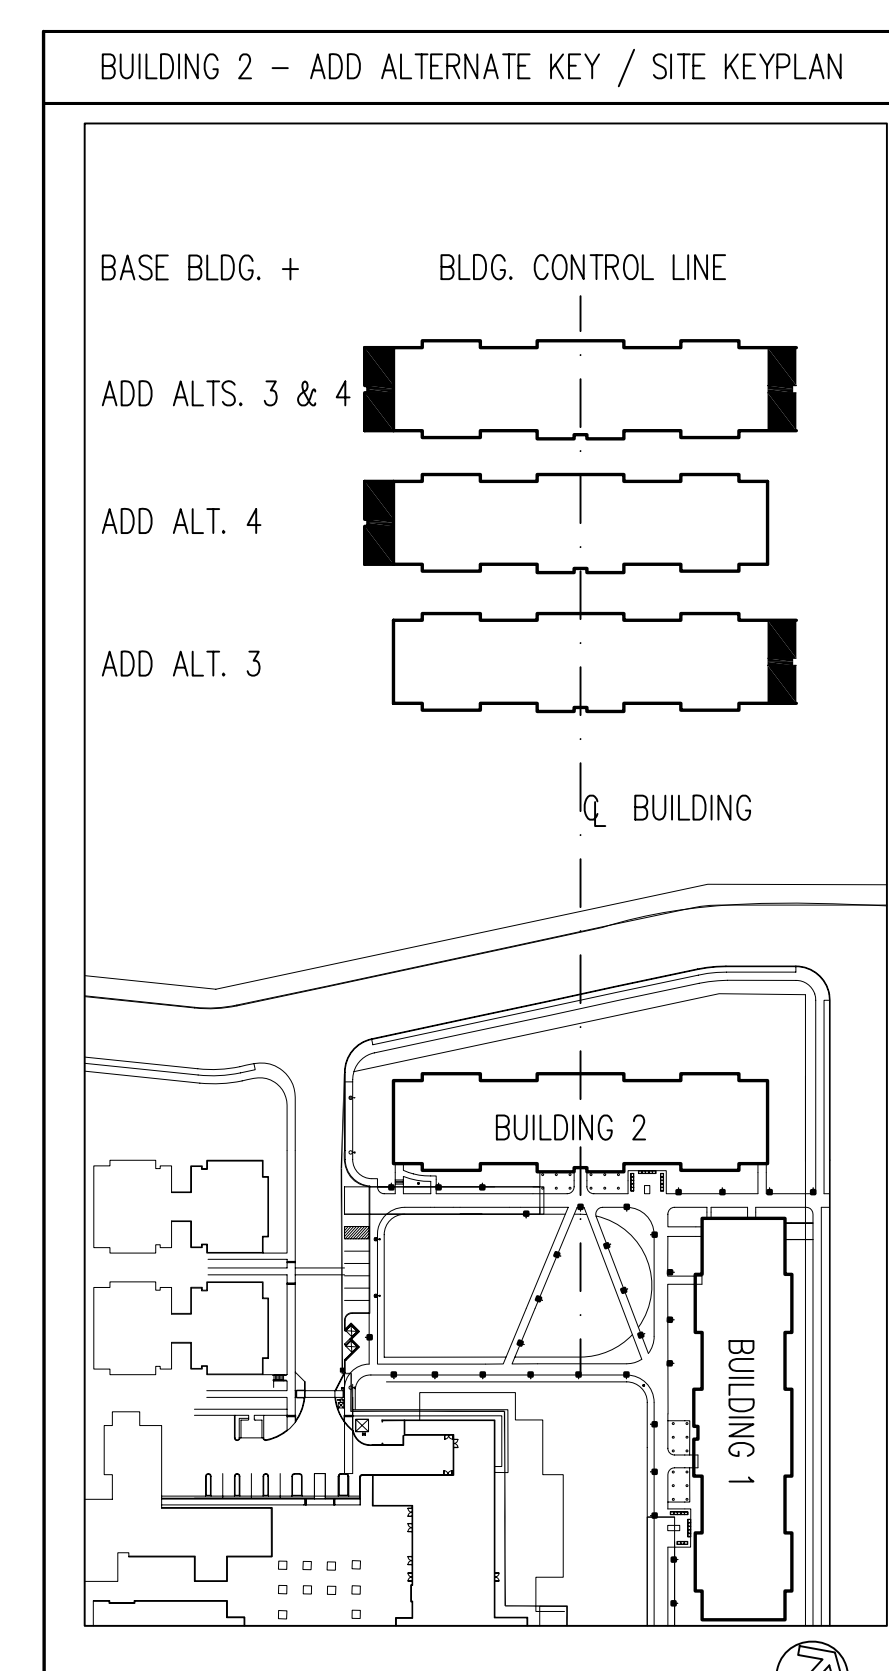 BUILDING 2 – ADD ALTERNATE KEY / SITE KEYPLAN
BASE BLDG. +
BLDG. CONTROL LINE
ADD ALTS. 3 & 4
ADD ALT. 4
ADD ALT. 3
℄ BUILDING
BUILDING 2
BUILDING 1